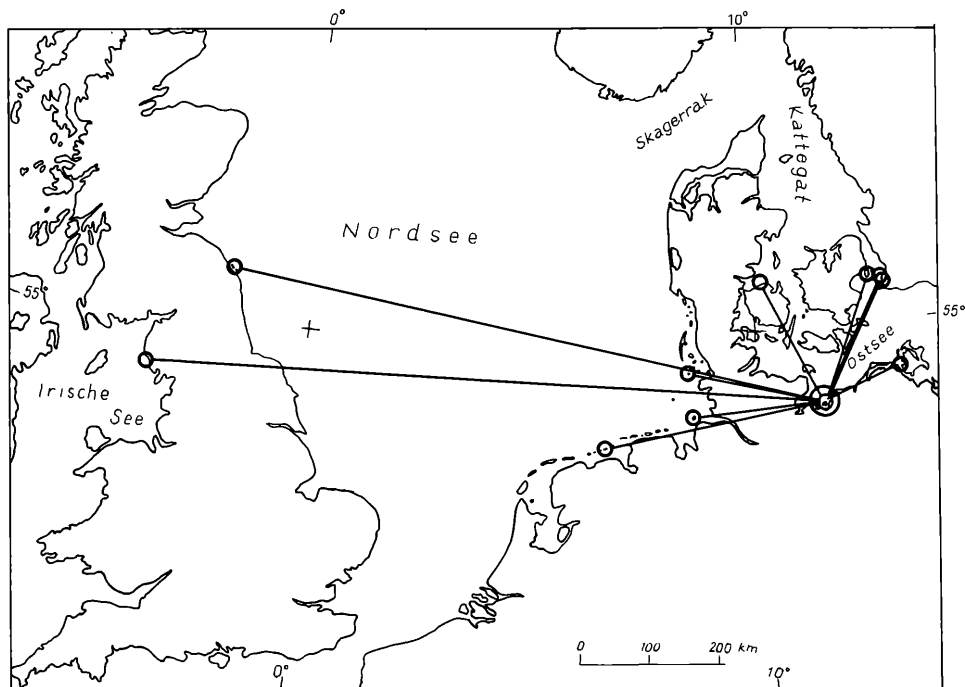 0° 10°
Skagerrak
Kattegat
Nordsee
55°
55°
Ostsee
Irische
See
0 100 200 km
0° 10°